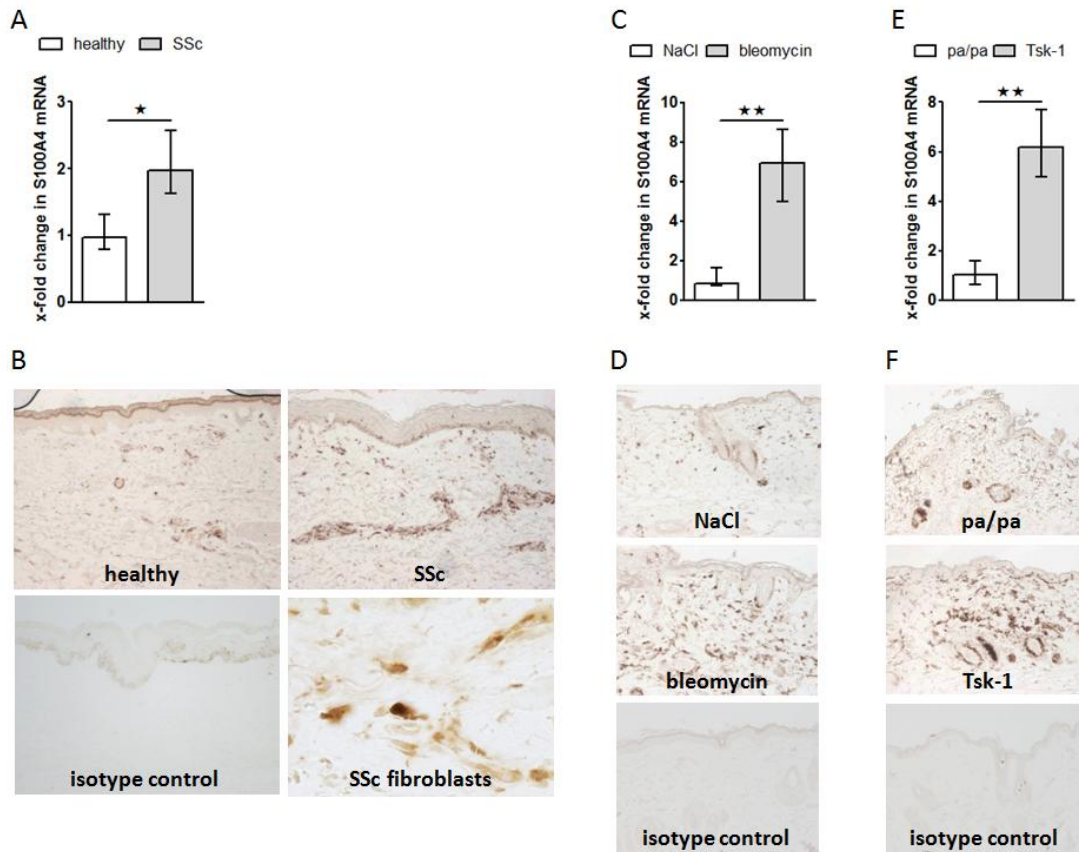 A
healthy SSc
x-fold change in S100A4 mRNA
3
2
1
0
★
C
NaCl bleomycin
x-fold change in S100A4 mRNA
10
8
6
4
2
0
★★
E
pa/pa Tsk-1
x-fold change in S100A4 mRNA
8
6
4
2
0
★★
B
healthy
SSc
isotype control
SSc fibroblasts
D
NaCl
bleomycin
isotype control
F
pa/pa
Tsk-1
isotype control